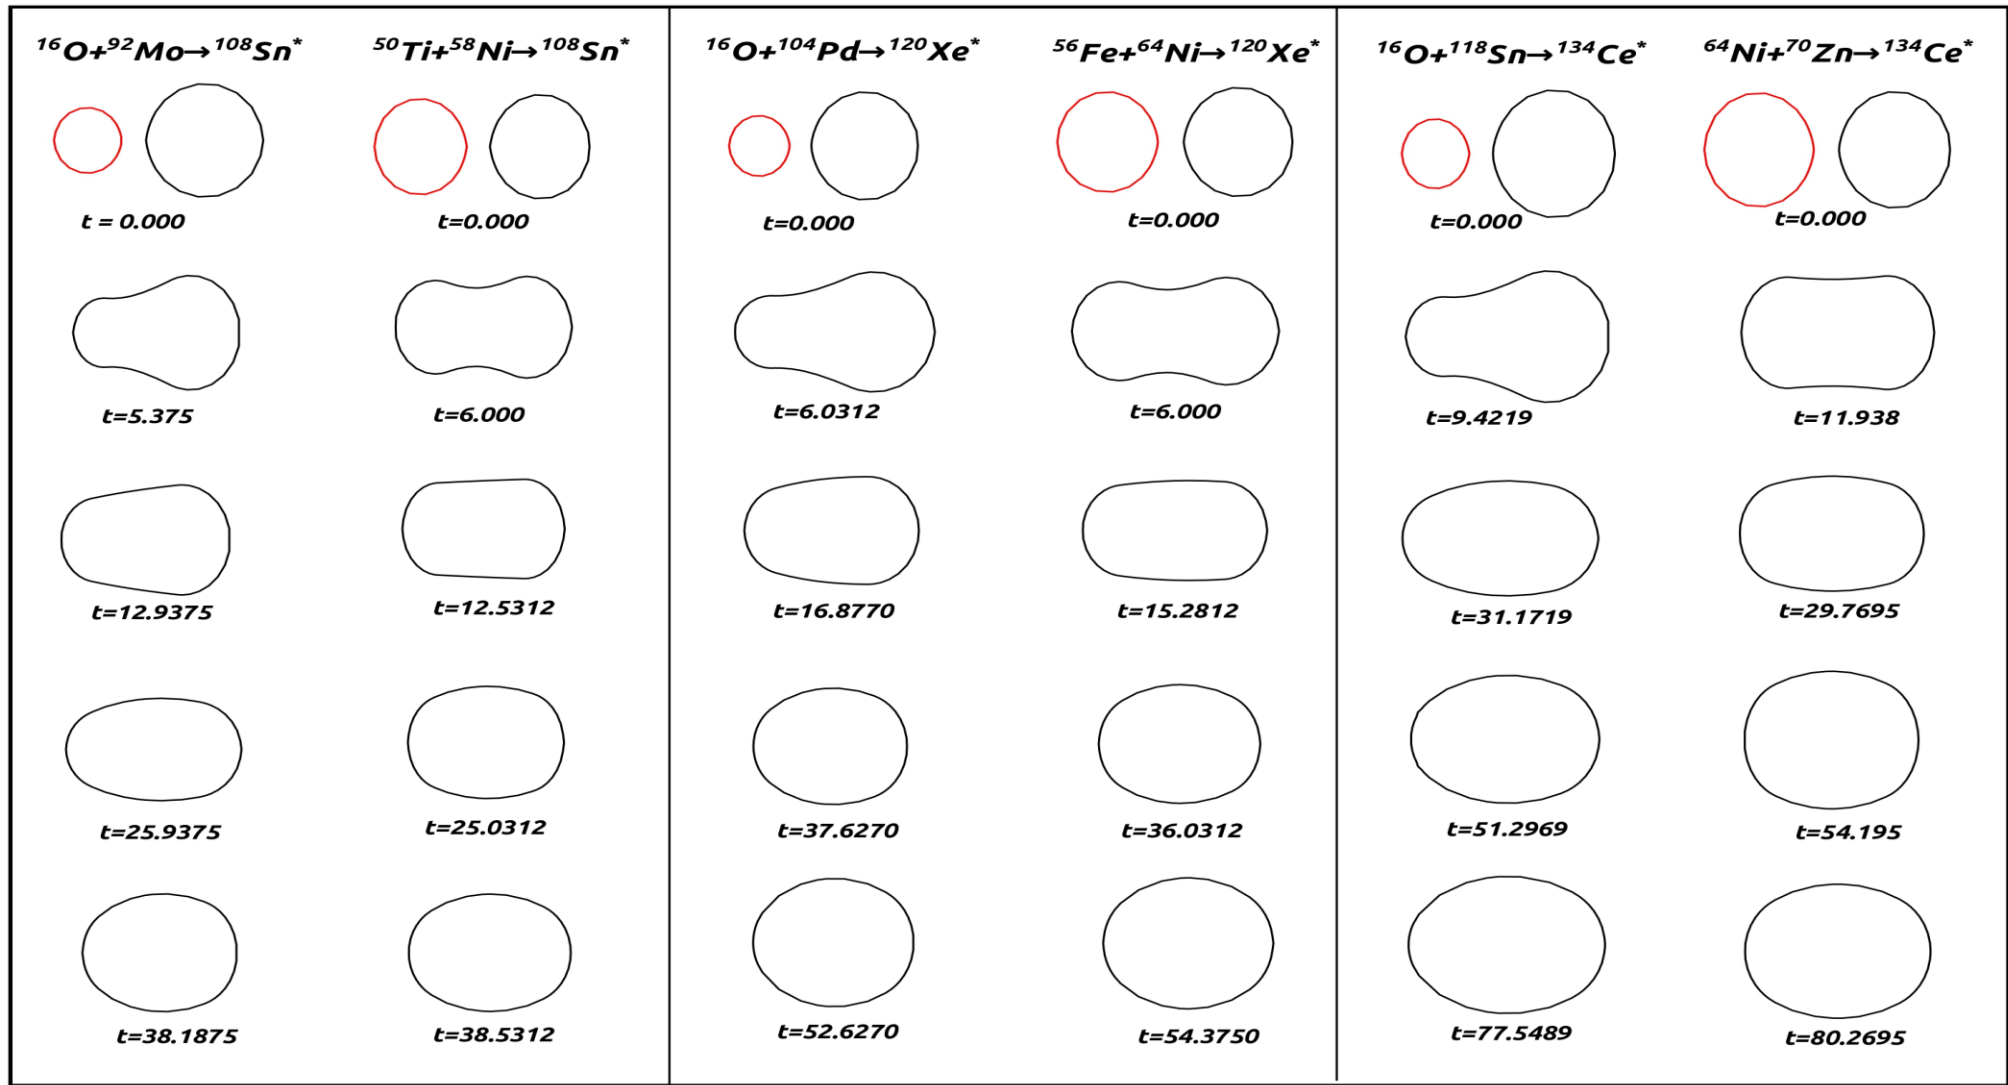 ¹⁶O+⁹²Mo→¹⁰⁸Sn*
⁵⁰Ti+⁵⁸Ni→¹⁰⁸Sn*
¹⁶O+¹⁰⁴Pd→¹²⁰Xe*
⁵⁶Fe+⁶⁴Ni→¹²⁰Xe*
¹⁶O+¹¹⁸Sn→¹³⁴Ce*
⁶⁴Ni+⁷⁰Zn→¹³⁴Ce*
t = 0.000
t=0.000
t=0.000
t=0.000
t=0.000
t=0.000
t=5.375
t=6.000
t=6.0312
t=6.000
t=9.4219
t=11.938
t=12.9375
t=12.5312
t=16.8770
t=15.2812
t=31.1719
t=29.7695
t=25.9375
t=25.0312
t=37.6270
t=36.0312
t=51.2969
t=54.195
t=38.1875
t=38.5312
t=52.6270
t=54.3750
t=77.5489
t=80.2695